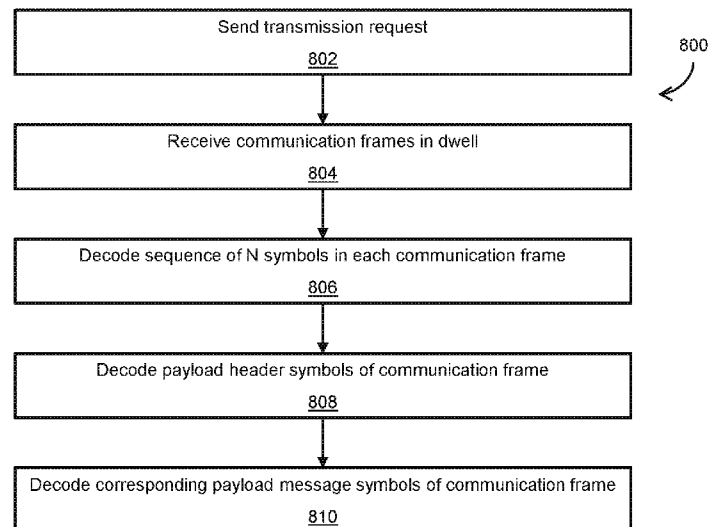 Send transmission request
802
800
Receive communication frames in dwell
804
Decode sequence of N symbols in each communication frame
806
Decode payload header symbols of communication frame
808
Decode corresponding payload message symbols of communication frame
810